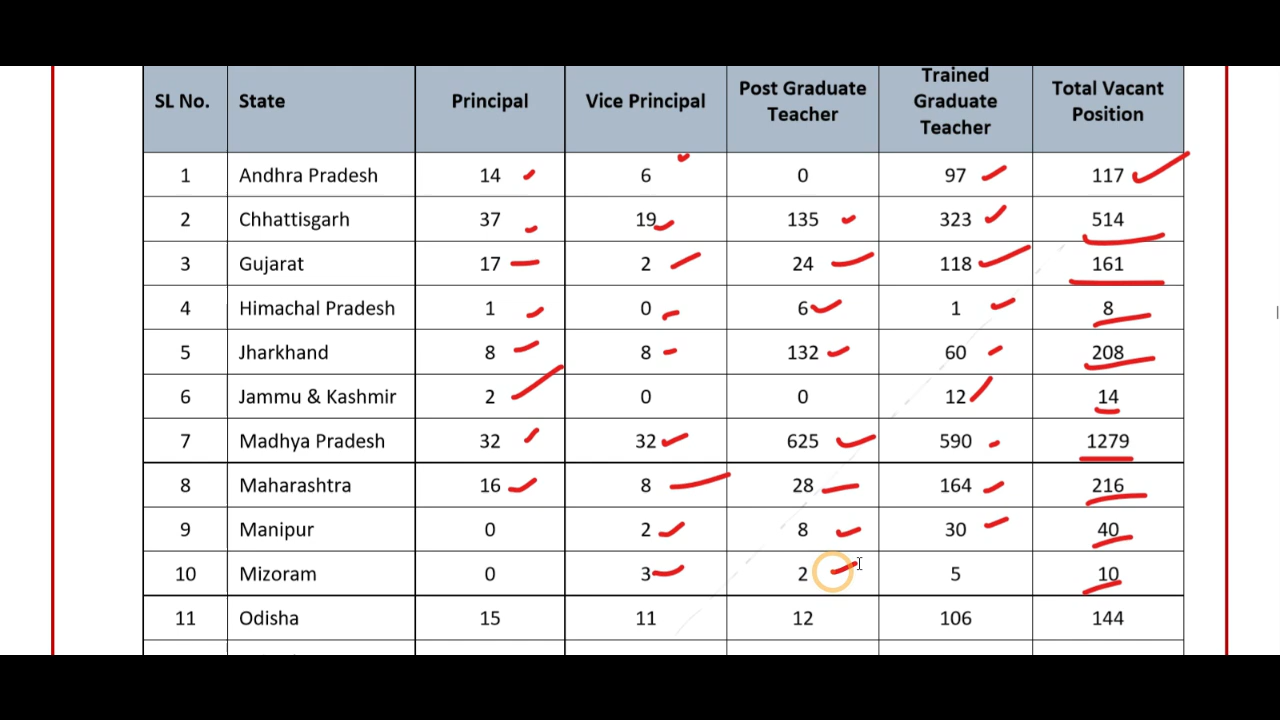 SL No. State Principal Vice Principal Post Graduate Teacher Trained Graduate Teacher Total Vacant Position
1 Andhra Pradesh 14 6 0 97 117
2 Chhattisgarh 37 19 135 323 514
3 Gujarat 17 2 24 118 161
4 Himachal Pradesh 1 0 6 1 8
5 Jharkhand 8 8 132 60 208
6 Jammu & Kashmir 2 0 0 12 14
7 Madhya Pradesh 32 32 625 590 1279
8 Maharashtra 16 8 28 164 216
9 Manipur 0 2 8 30 40
10 Mizoram 0 3 2 5 10
11 Odisha 15 11 12 106 144